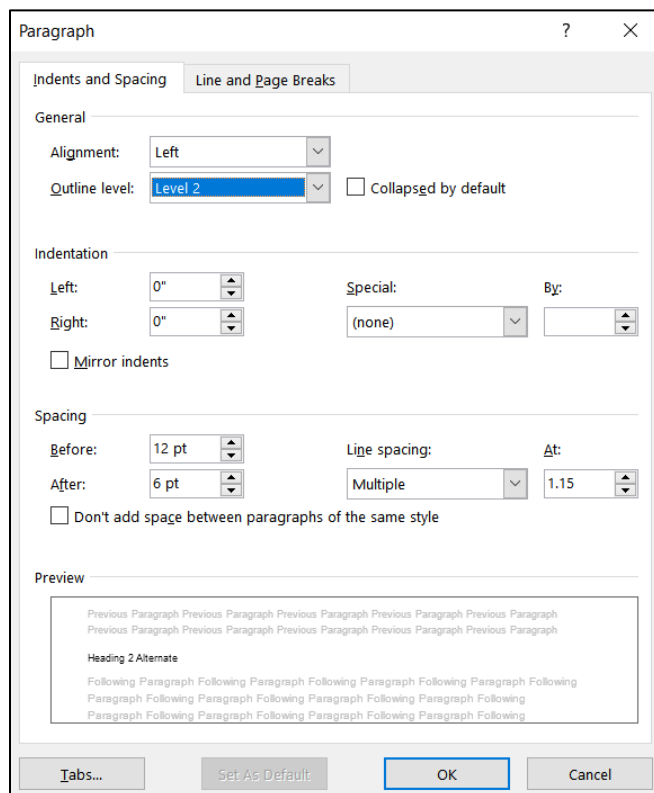 Paragraph ?
Indents and Spacing Line and Page Breaks
General
Alignment: Left
Outline level: Level 2 Collapsed by default
Indentation
Left: 0" Special: By:
Right: 0" (none)
Mirror indents
Spacing
Before: 12 pt Line spacing: At:
After: 6 pt Multiple 1.15
Don't add space between paragraphs of the same style
Preview
Previous Paragraph Previous Paragraph Previous Paragraph Previous Paragraph Previous Paragraph
Previous Paragraph Previous Paragraph Previous Paragraph Previous Paragraph Previous Paragraph
Heading 2 Alternate
Following Paragraph Following Paragraph Following Paragraph Following Paragraph Following
Paragraph Following Paragraph Following Paragraph Following Paragraph Following
Paragraph Following Paragraph Following Paragraph Following Paragraph Following
Tabs... Set As Default OK Cancel